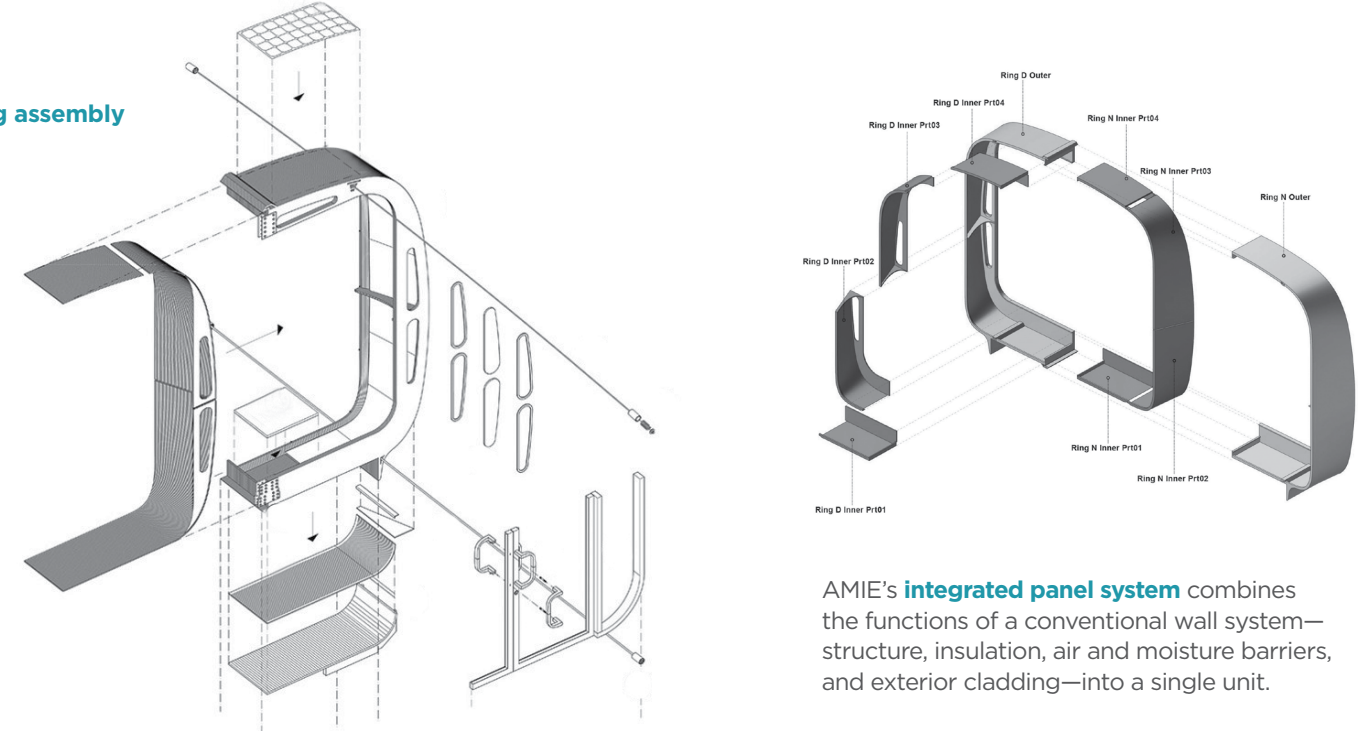 assembly
Ring D Outer
Ring D Inner Prt04
Ring N Inner Prt04
Ring D Inner Prt03
Ring N Inner Prt03
Ring N Outer
Ring D Inner Prt02
Ring N Inner Prt01
Ring N Inner Prt02
Ring D Inner Prt01
AMIE’s integrated panel system combines
the functions of a conventional wall system—
structure, insulation, air and moisture barriers,
and exterior cladding—into a single unit.